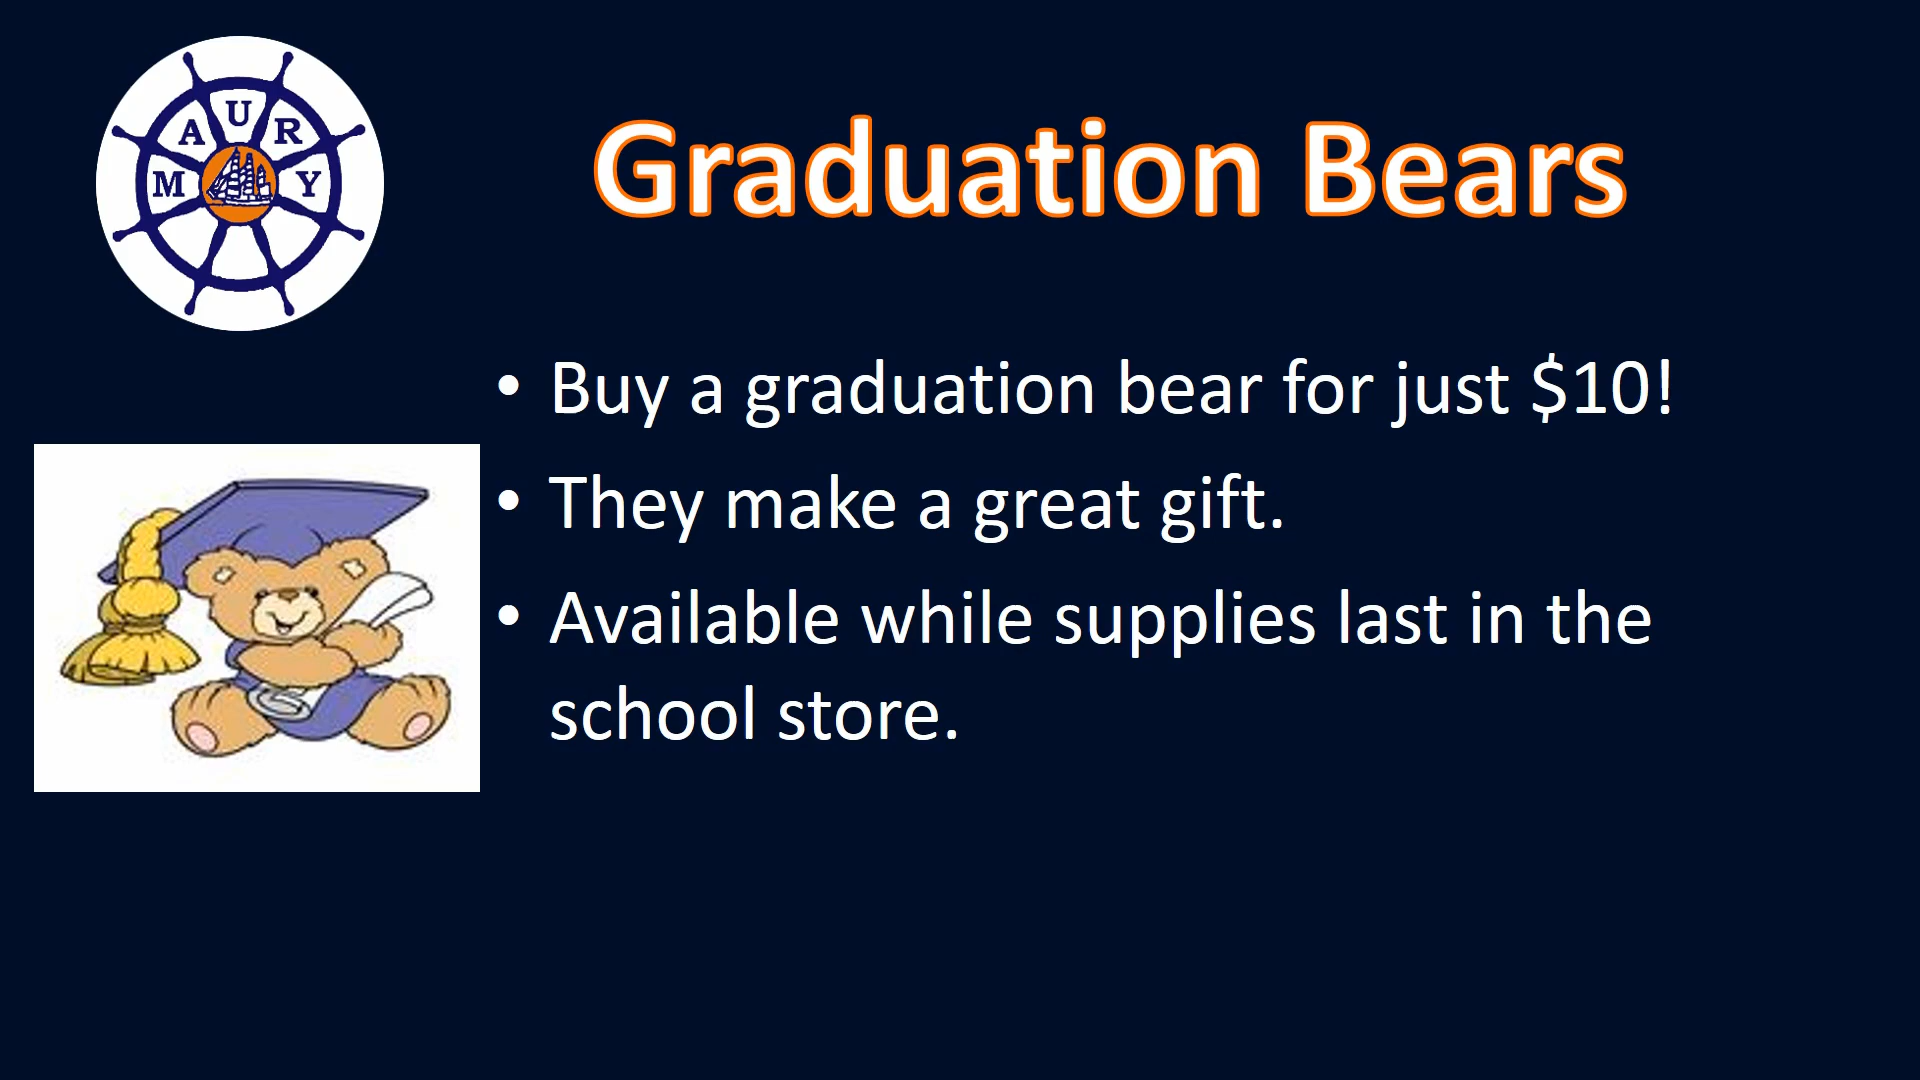 MAURY
Graduation Bears
• Buy a graduation bear for just $10!
• They make a great gift.
• Available while supplies last in the
school store.